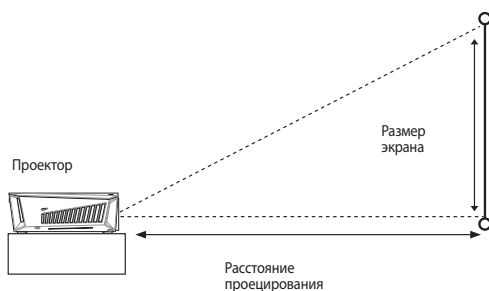 Размер
экрана
Проектор
Расстояние
проецирования